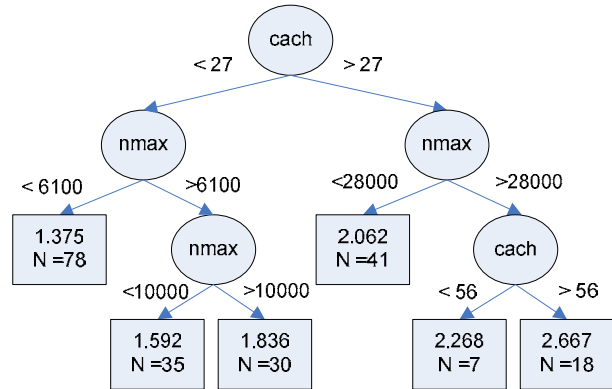 cach
< 27
> 27
nmax
nmax
< 6100
>6100
<28000
>28000
1.375
N =78
nmax
2.062
N =41
cach
<10000
>10000
< 56
> 56
1.592
N =35
1.836
N =30
2.268
N =7
2.667
N =18